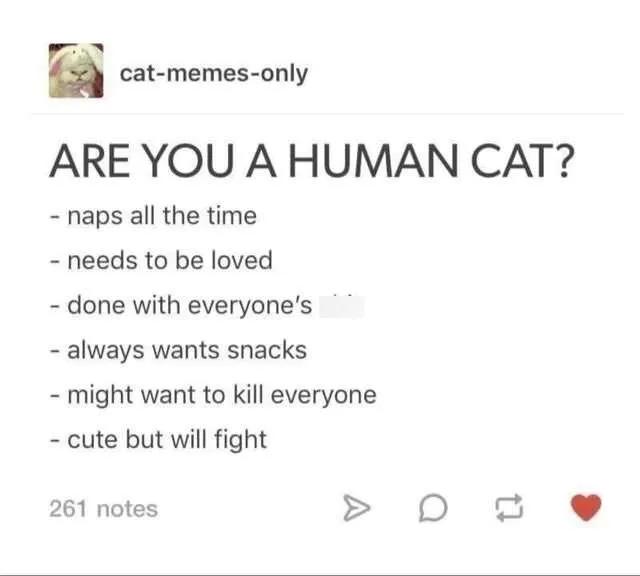 cat-memes-only
ARE YOU A HUMAN CAT?
- naps all the time
- needs to be loved
- done with everyone's
- always wants snacks
- might want to kill everyone
- cute but will fight
261 notes